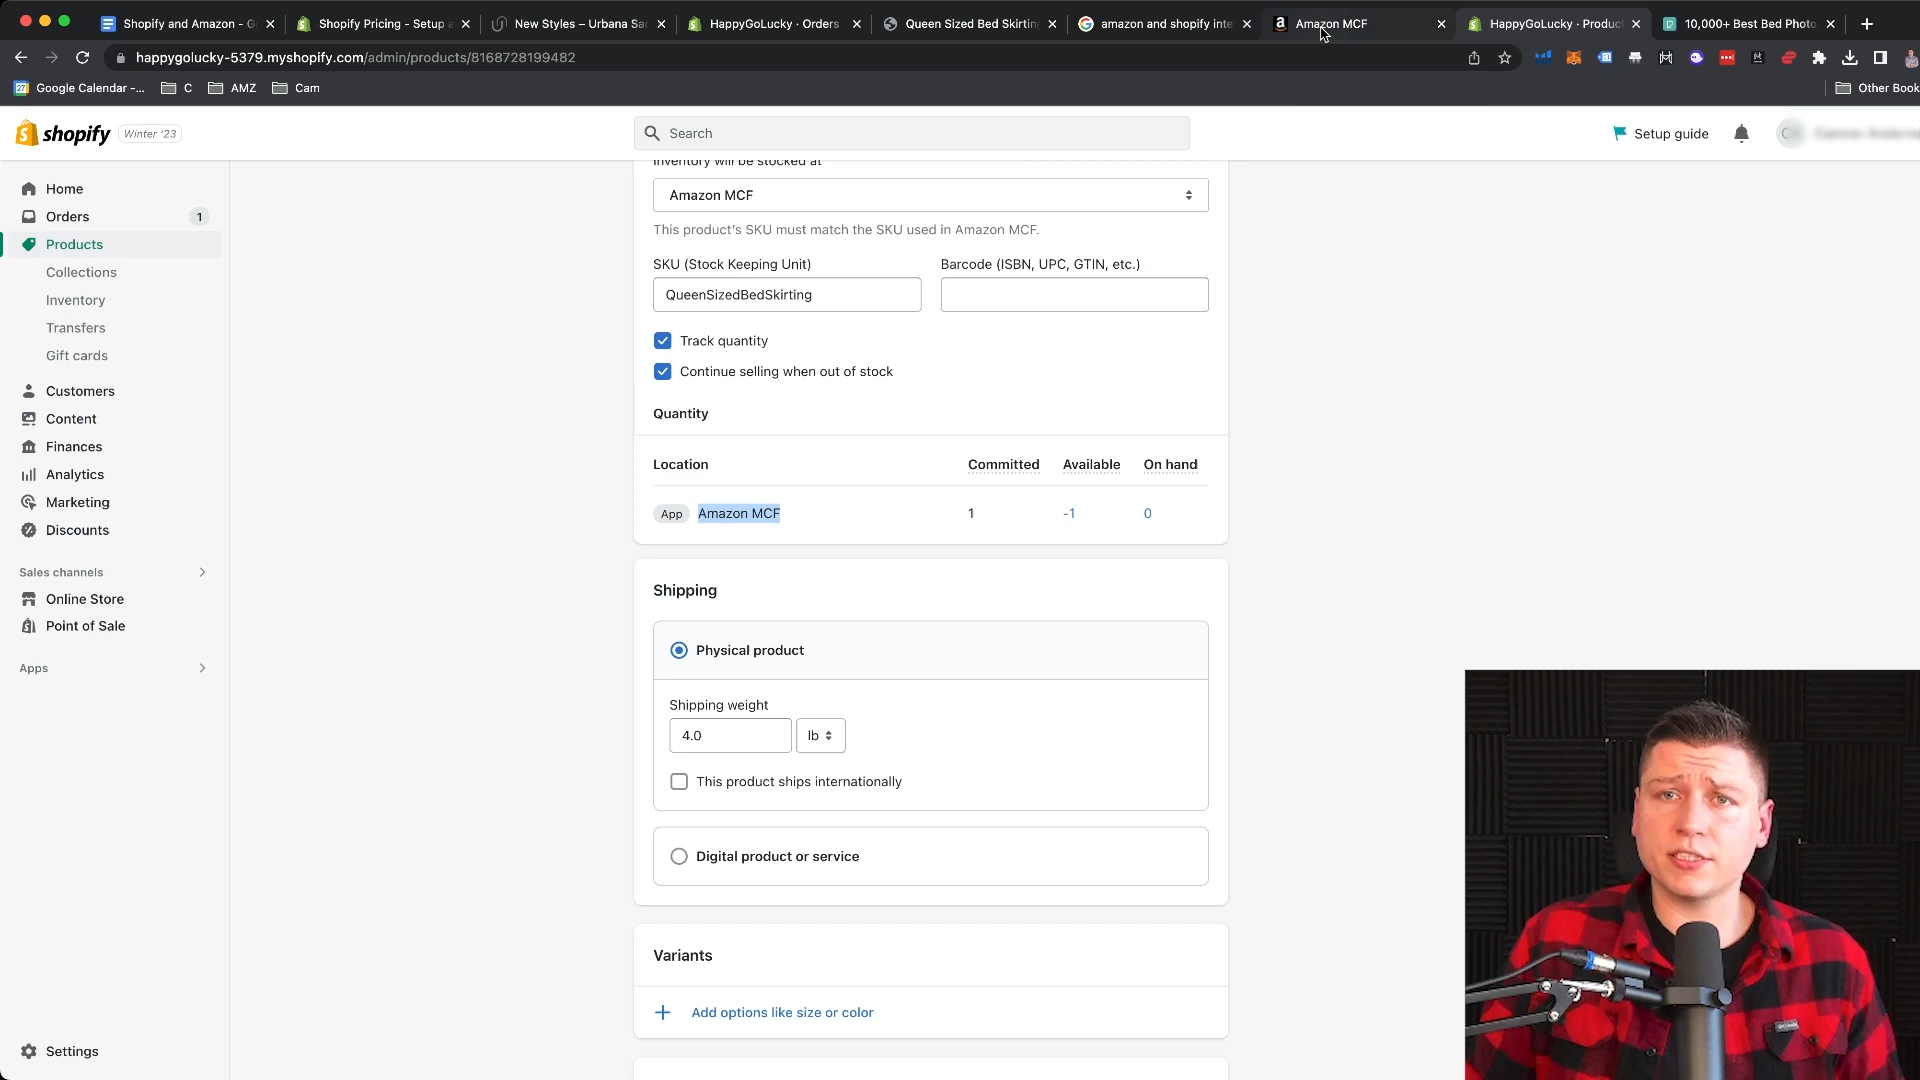 Shopify and Amazon - G
Shopify Pricing - Setup a
New Styles – Urbana Sac
HappyGoLucky · Orders
Queen Sized Bed Skirting
amazon and shopify inte
Amazon MCF
HappyGoLucky · Produc
10,000+ Best Bed Photo
happygolucky-5379.myshopify.com/admin/products/8168728199482
Google Calendar -...
C
AMZ
Cam
Other Book
shopify
Winter '23
Search
Setup guide
Inventory will be stocked at
Home
Orders
1
Products
Collections
Inventory
Transfers
Gift cards
Customers
Content
Finances
Analytics
Marketing
Discounts
Sales channels
Online Store
Point of Sale
Apps
Settings
Amazon MCF
This product's SKU must match the SKU used in Amazon MCF.
SKU (Stock Keeping Unit)
Barcode (ISBN, UPC, GTIN, etc.)
QueenSizedBedSkirting
Track quantity
Continue selling when out of stock
Quantity
Location
Committed
Available
On hand
App
Amazon MCF
1
-1
0
Shipping
Physical product
Shipping weight
4.0
lb
This product ships internationally
Digital product or service
Variants
Add options like size or color